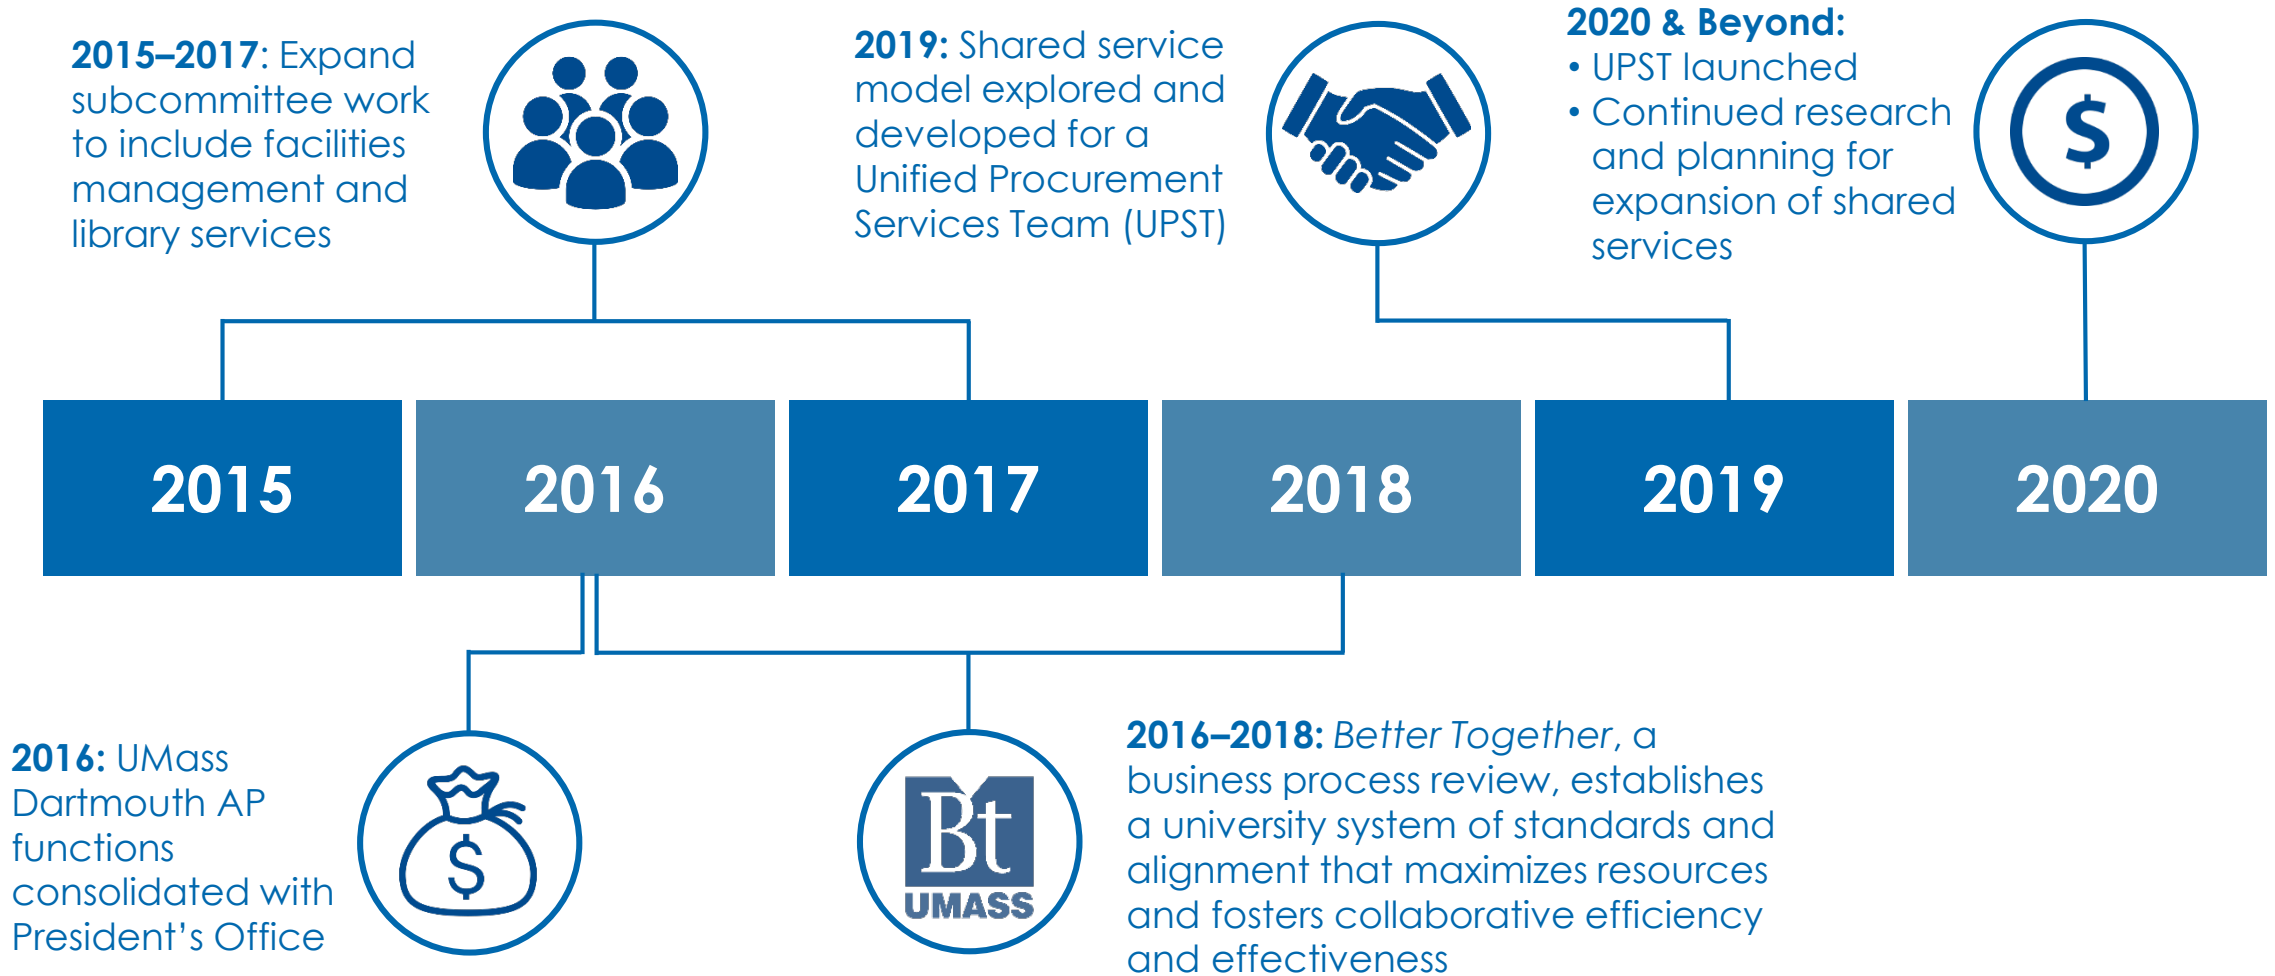 2015–2017: Expand
subcommittee work
to include facilities
management and
library services
2019: Shared service
model explored and
developed for a
Unified Procurement
Services Team (UPST)
2020 & Beyond:
• UPST launched
• Continued research
and planning for
expansion of shared
services
$
2015
2016
2017
2018
2019
2020
2016: UMass
Dartmouth AP
functions
consolidated with
President’s Office
$
Bt
UMASS
2016–2018: Better Together, a
business process review, establishes
a university system of standards and
alignment that maximizes resources
and fosters collaborative efficiency
and effectiveness